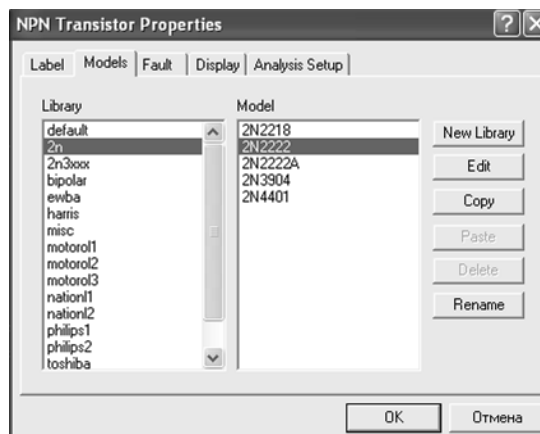 NPN Transistor Properties
Label Models Fault Display Analysis Setup
Library
default
2n
2n3xxx
bipolar
ewba
harris
misc
motorol1
motorol2
motorol3
nationl1
nationl2
philips1
philips2
toshiba
Model
2N2218
2N2222
2N2222A
2N3904
2N4401
New Library
Edit
Copy
Paste
Delete
Rename
OK Отмена